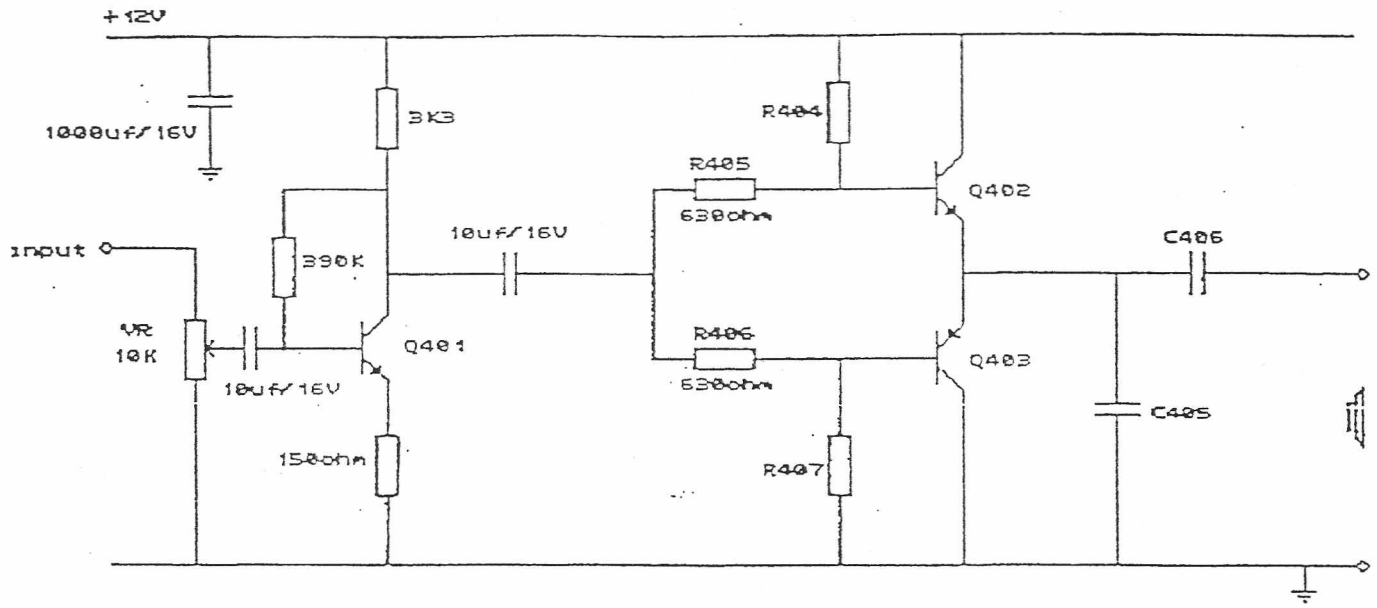 +12V
1000uf/16V
3K3
R404
R405
630ohm
Q402
10uf/16V
C406
input
390K
VR
10K
Q401
R406
630ohm
Q403
10uf/16V
C405
150ohm
R407